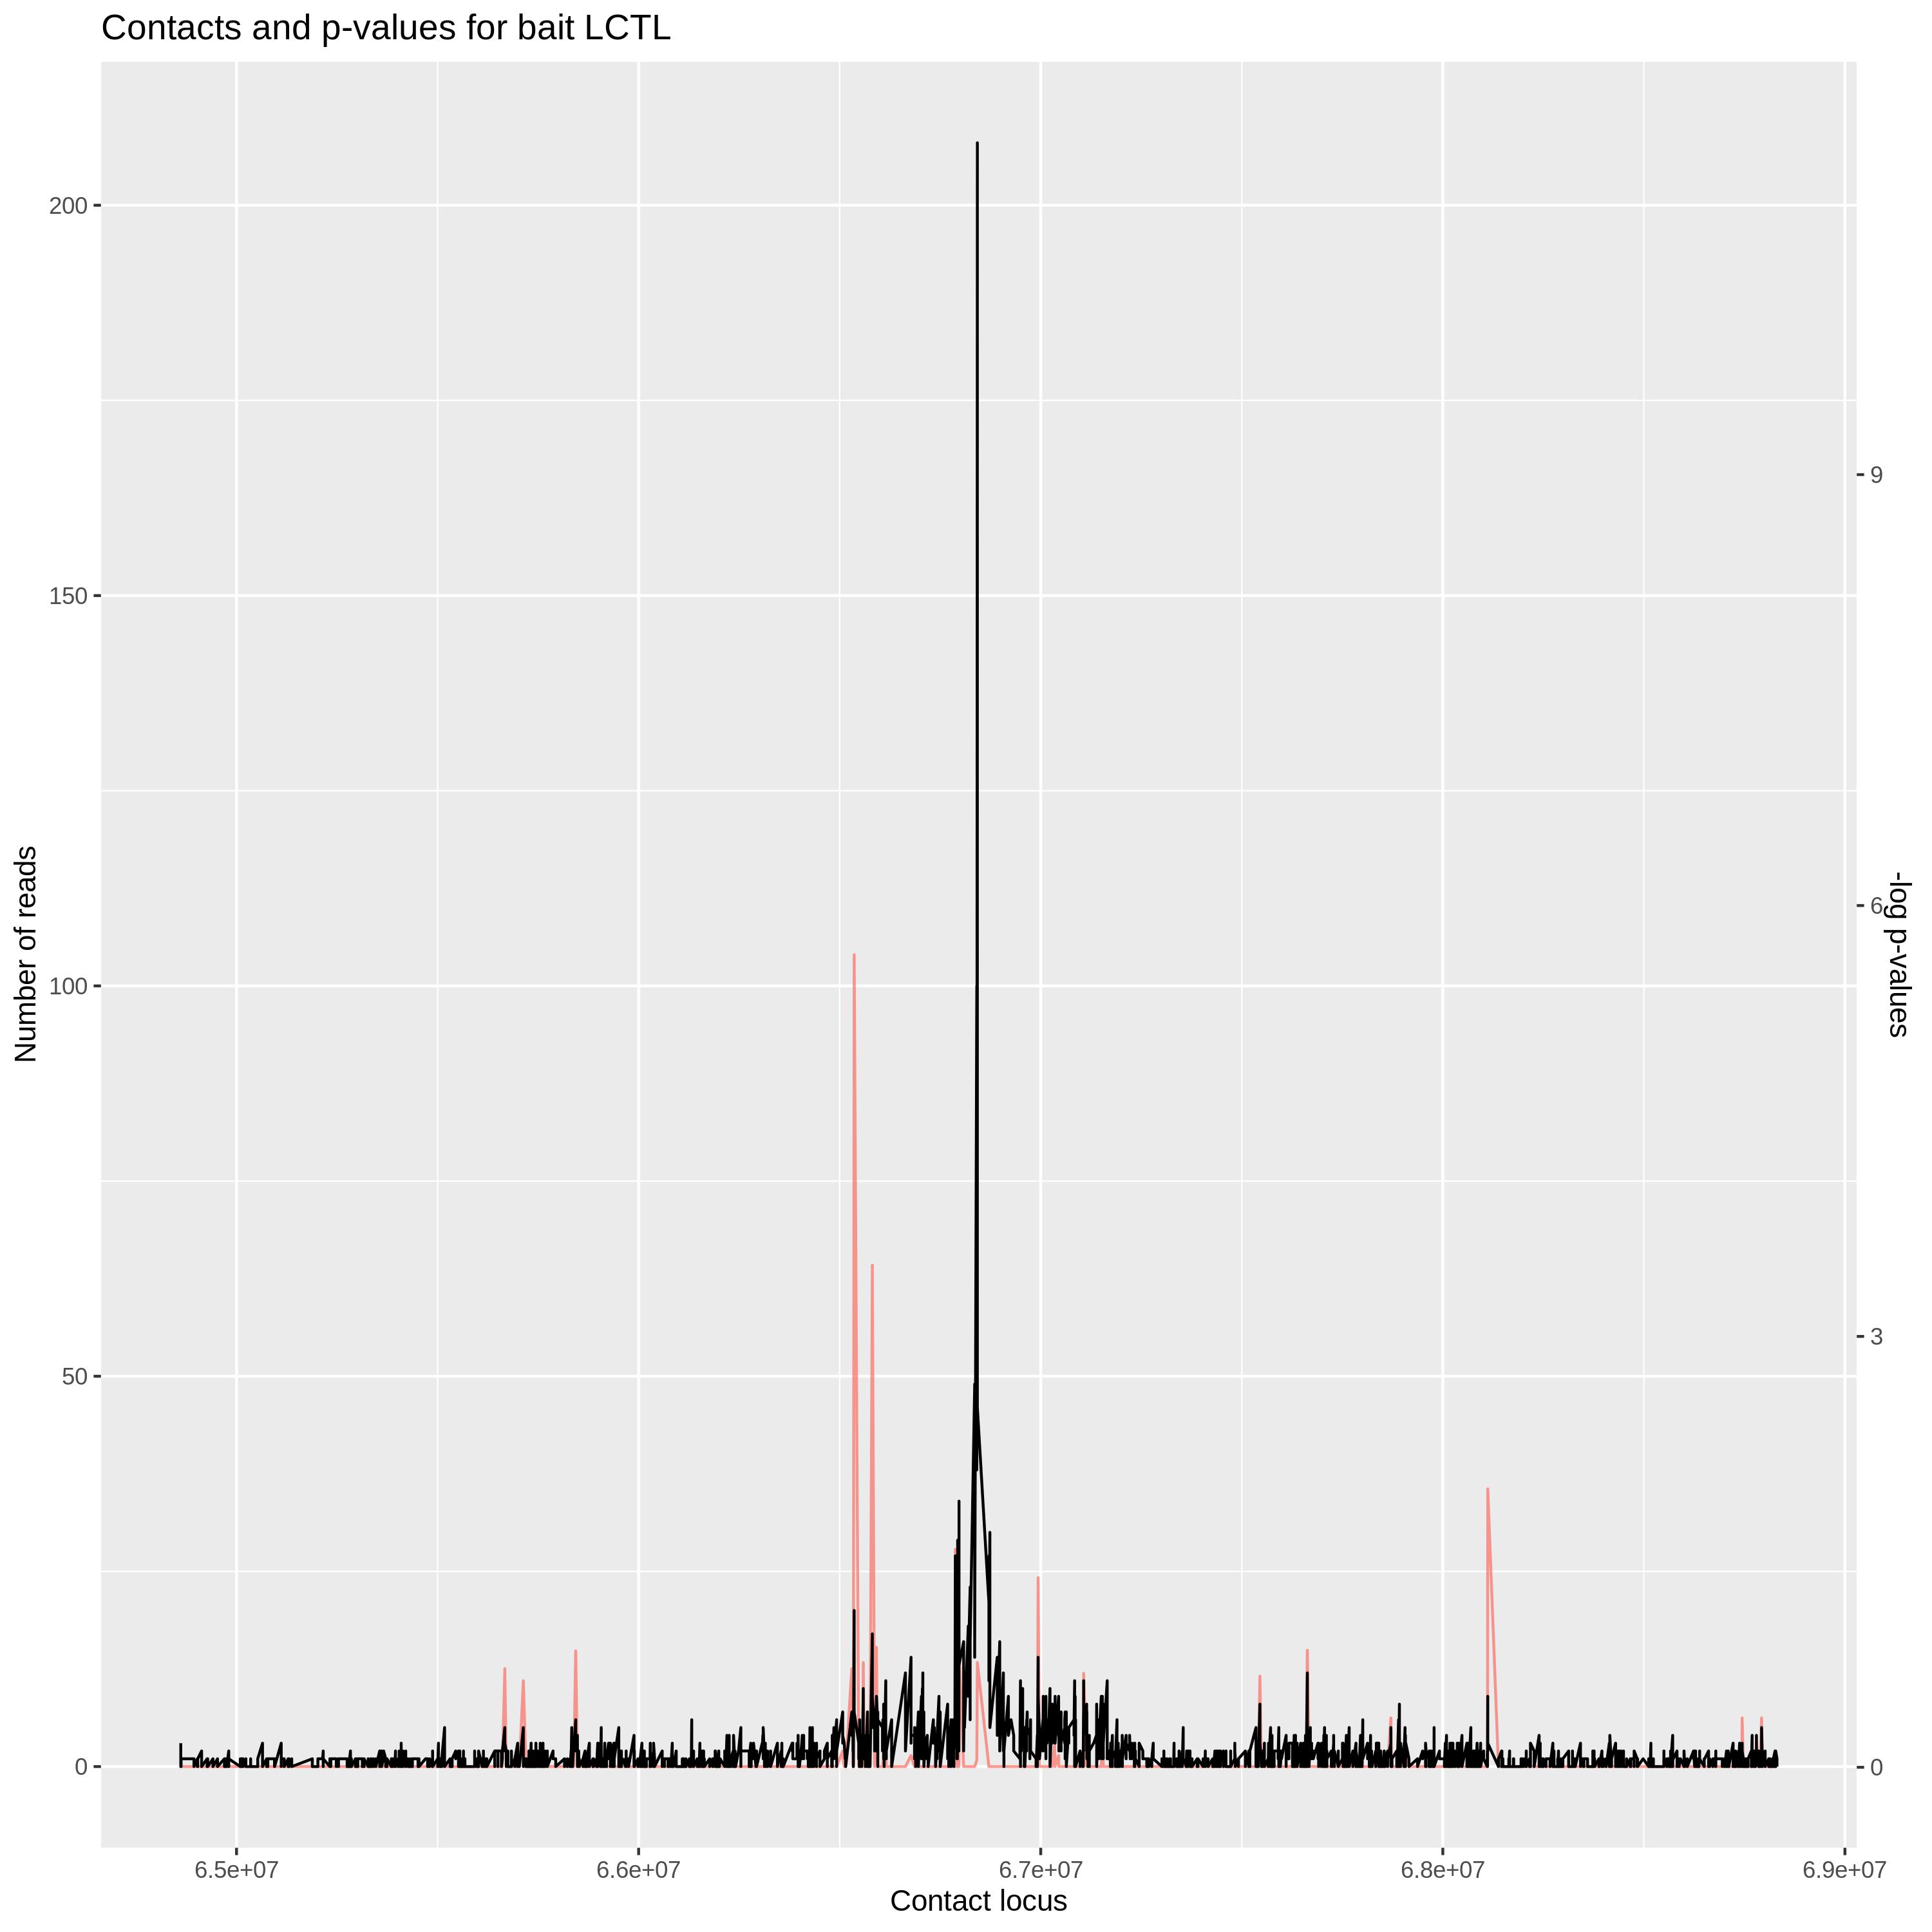 Contacts and p-values for bait LCTL
200
150
100
50
0
Number of reads
9
6
3
0
-log p-values
6.5e+07
6.6e+07
6.7e+07
6.8e+07
6.9e+07
Contact locus